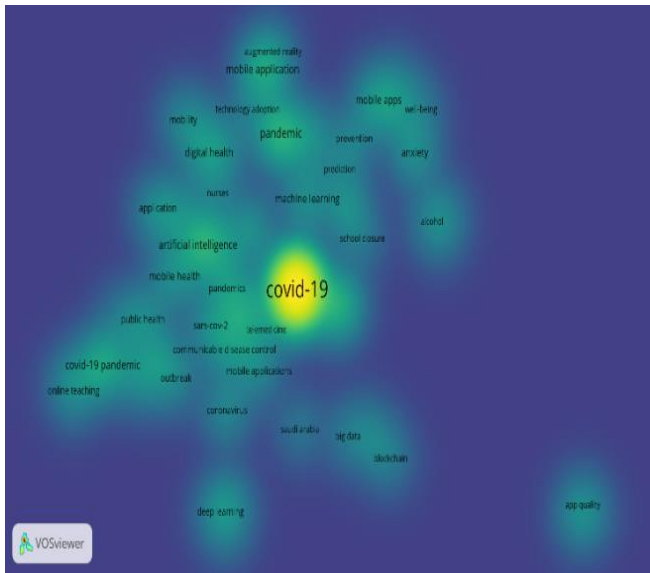 augmented reality
mobile application
mobile apps
well-being
technology adoption
mobility
pandemic
prevention
digital health
anxiety
prediction
nurses
machine learning
application
alcohol
school closure
artificial intelligence
mobile health
pandemics
covid-19
public health
sars-cov-2
telemedicine
communicable disease control
covid-19 pandemic
mobile applications
outbreak
online teaching
coronavirus
saudi arabia
big data
blockchain
app quality
deep learning
VOSviewer